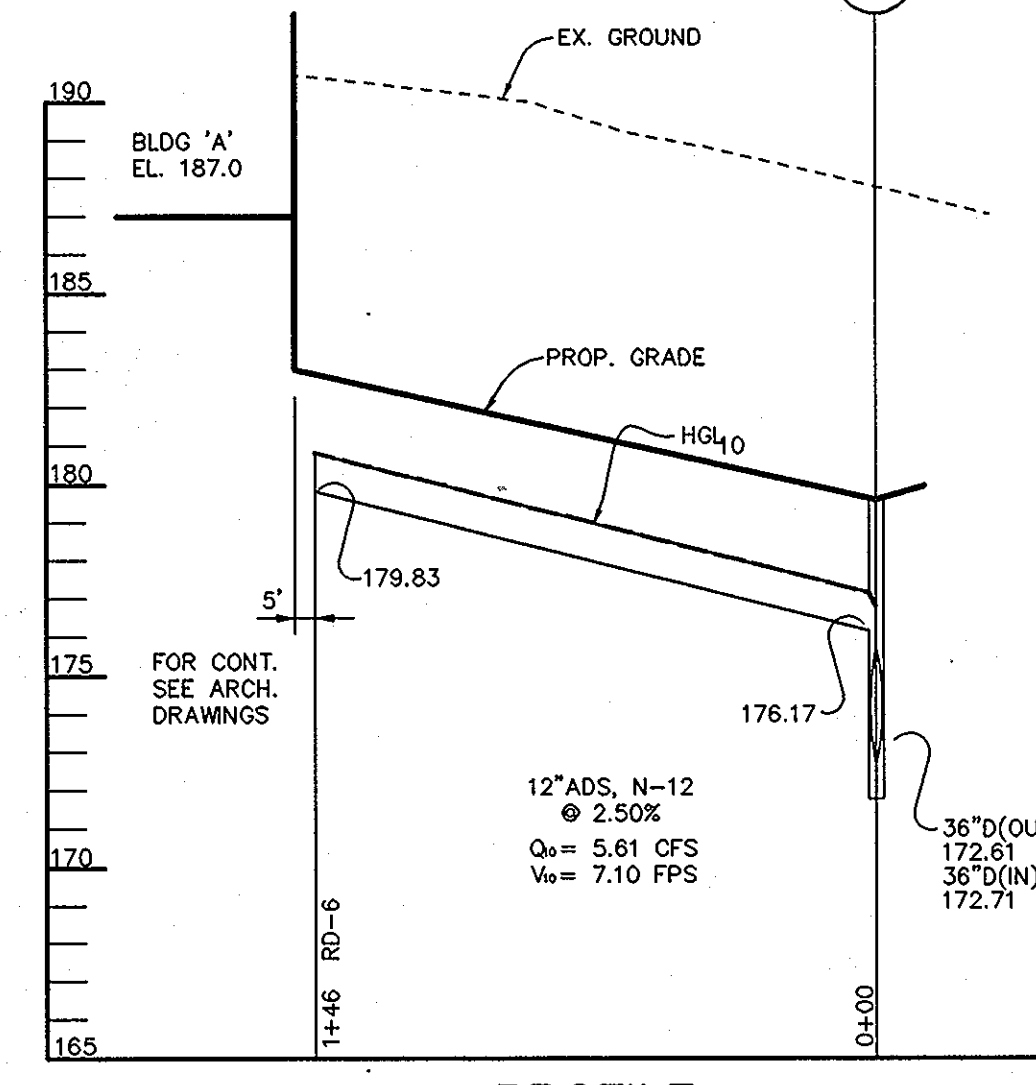 EX. GROUND
190
BLDG 'A'
EL. 187.0
185
PROP. GRADE
HGL10
180
179.83
5'
FOR CONT.
SEE ARCH.
DRAWINGS
175
176.17
12"ADS, N-12
@ 2.50%
Q10= 5.61 CFS
V10= 7.10 FPS
36"D(OU
172.61
36"D(IN)
172.71
170
1+46 RD-6
0+00
165